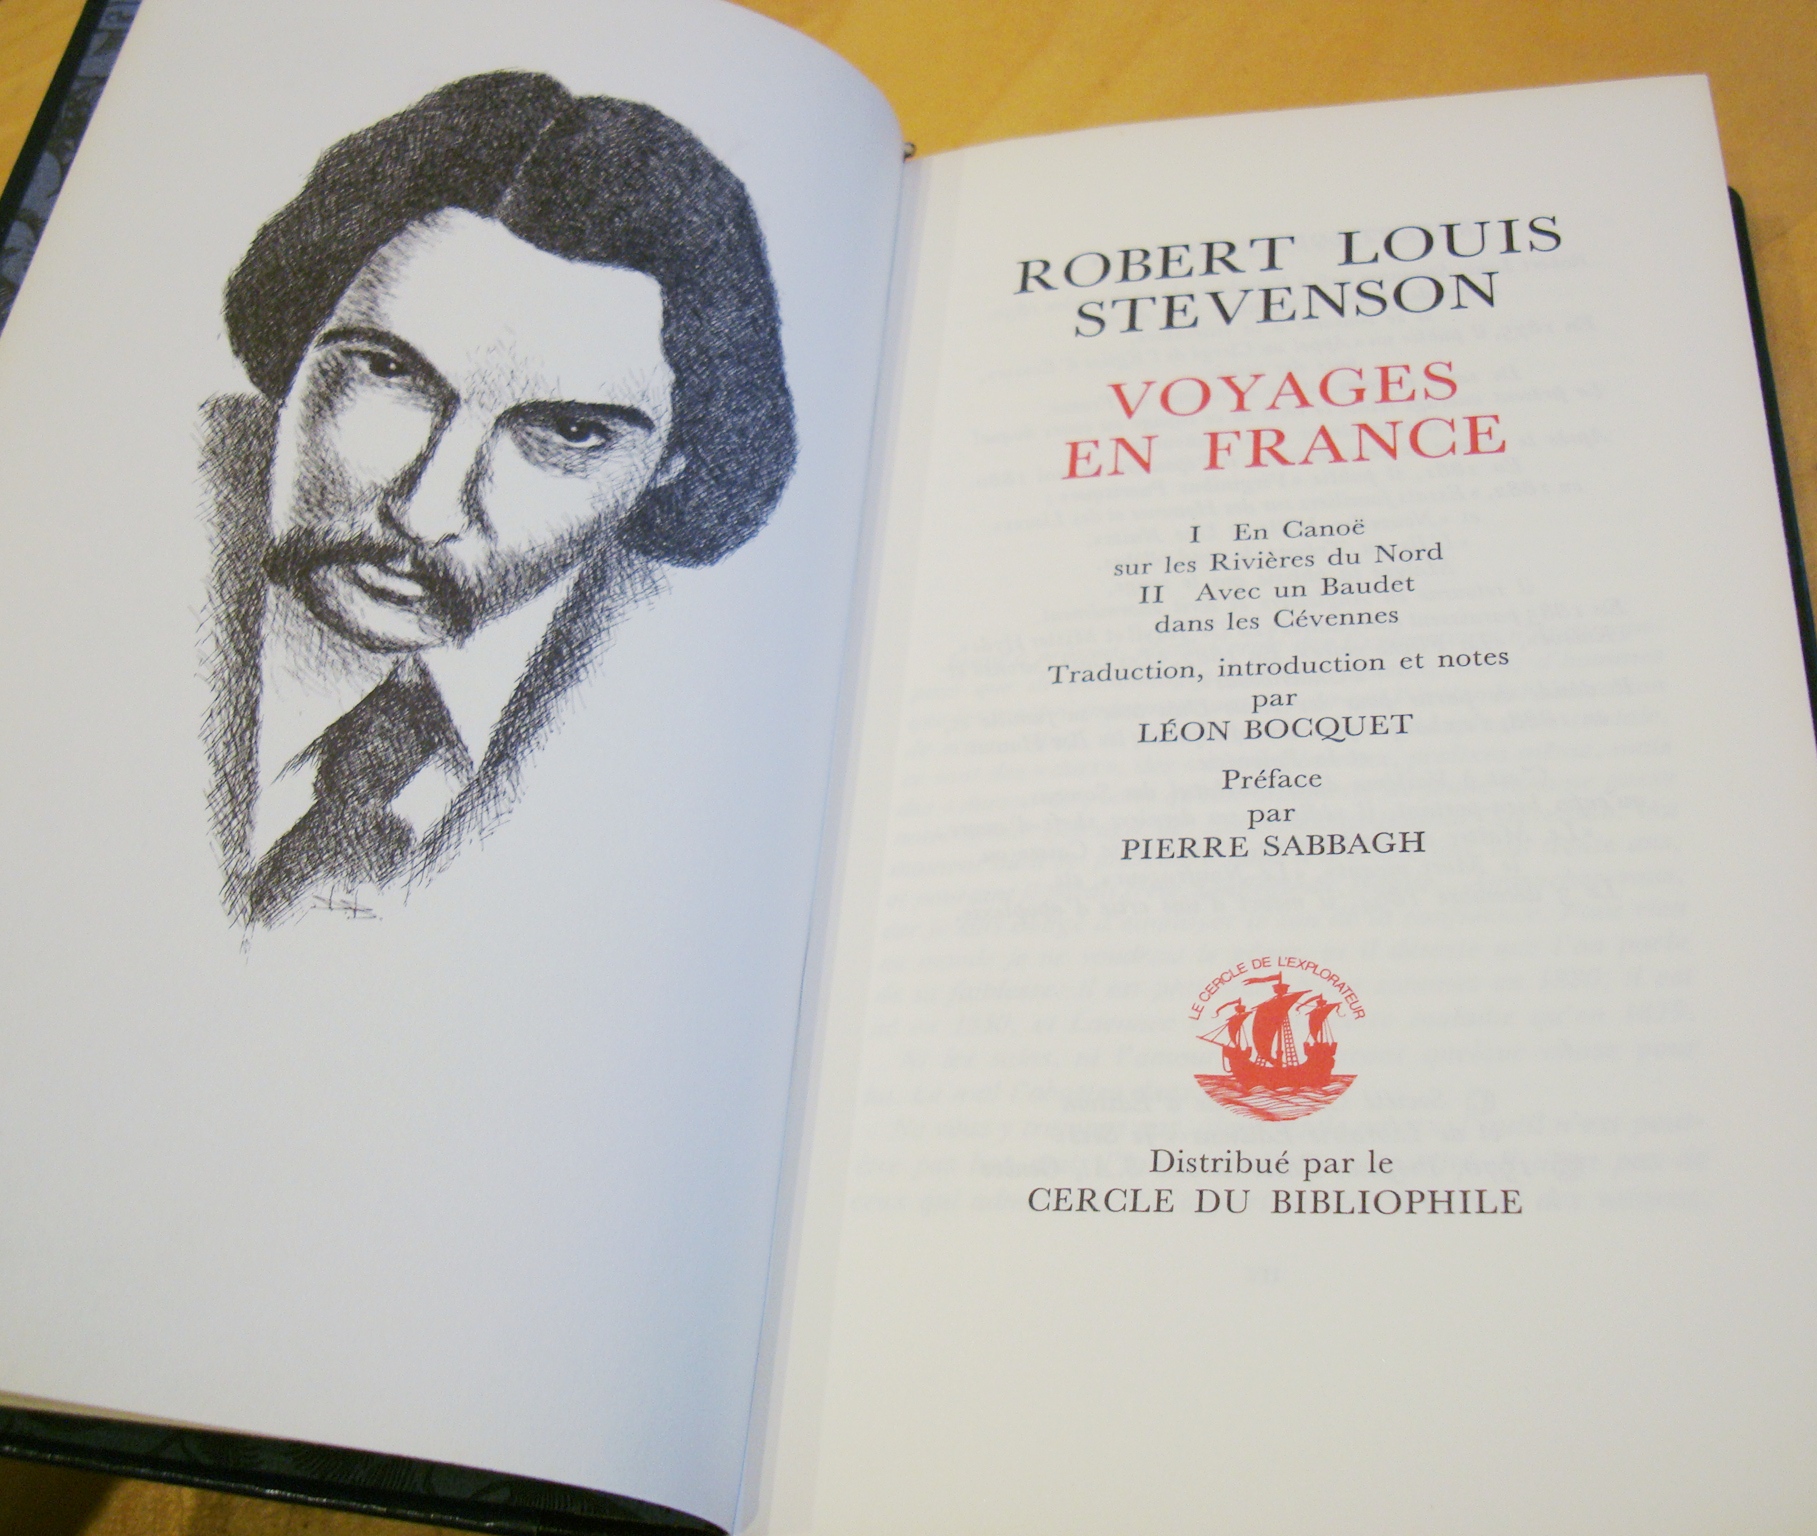 ROBERT LOUIS
STEVENSON
VOYAGES
EN FRANCE
I En Canoë
sur les Rivières du Nord
II Avec un Baudet
dans les Cévennes
Traduction, introduction et notes
par
LÉON BOCQUET
Préface
par
PIERRE SABBAGH
LE CERCLE DE L'EXPLORATEUR
Distribué par le
CERCLE DU BIBLIOPHILE